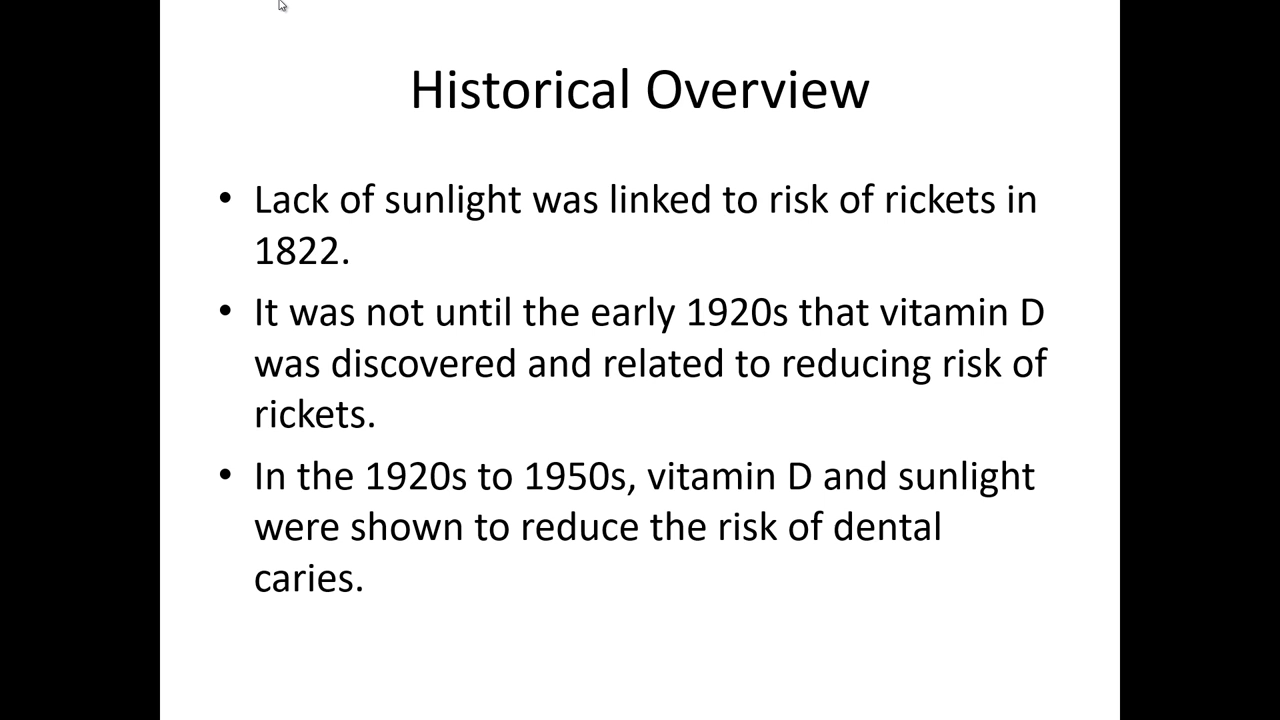 Historical Overview
• Lack of sunlight was linked to risk of rickets in
1822.
• It was not until the early 1920s that vitamin D
was discovered and related to reducing risk of
rickets.
• In the 1920s to 1950s, vitamin D and sunlight
were shown to reduce the risk of dental
caries.